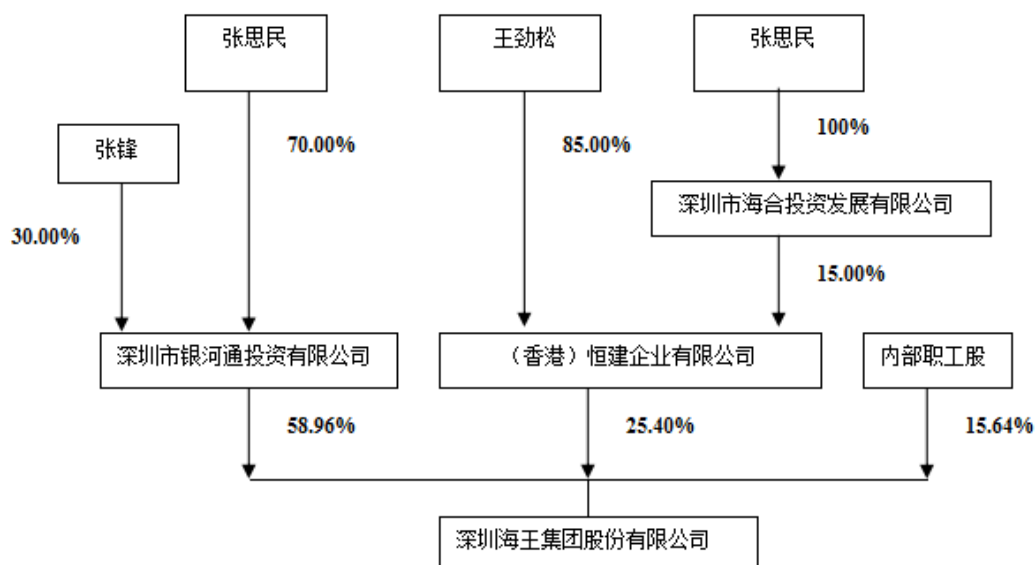 张思民
王劲松
张思民
张锋
70.00%
85.00%
100%
深圳市海合投资发展有限公司
30.00%
15.00%
深圳市银河通投资有限公司
（香港）恒建企业有限公司
内部职工股
58.96%
25.40%
15.64%
深圳海王集团股份有限公司